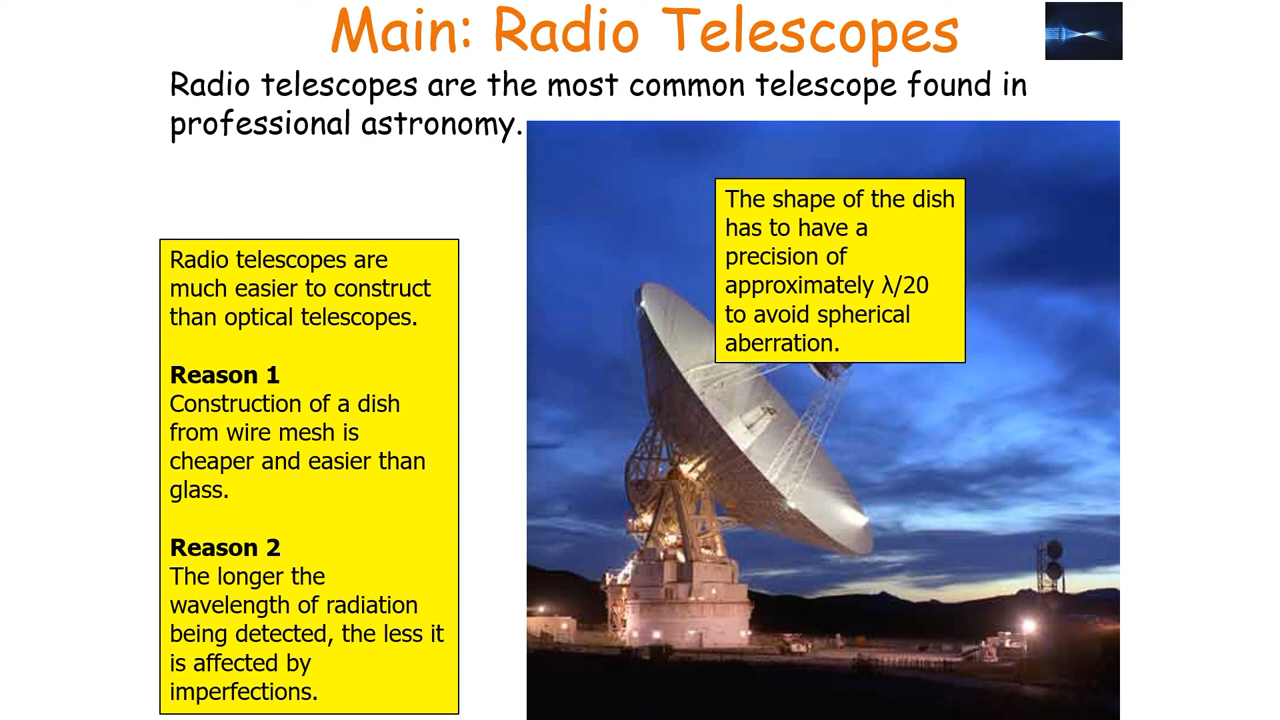 Main: Radio Telescopes
Radio telescopes are the most common telescope found in
professional astronomy.
The shape of the dish
has to have a
precision of
approximately λ/20
to avoid spherical
aberration.
Radio telescopes are
much easier to construct
than optical telescopes.
Reason 1
Construction of a dish
from wire mesh is
cheaper and easier than
glass.
Reason 2
The longer the
wavelength of radiation
being detected, the less it
is affected by
imperfections.